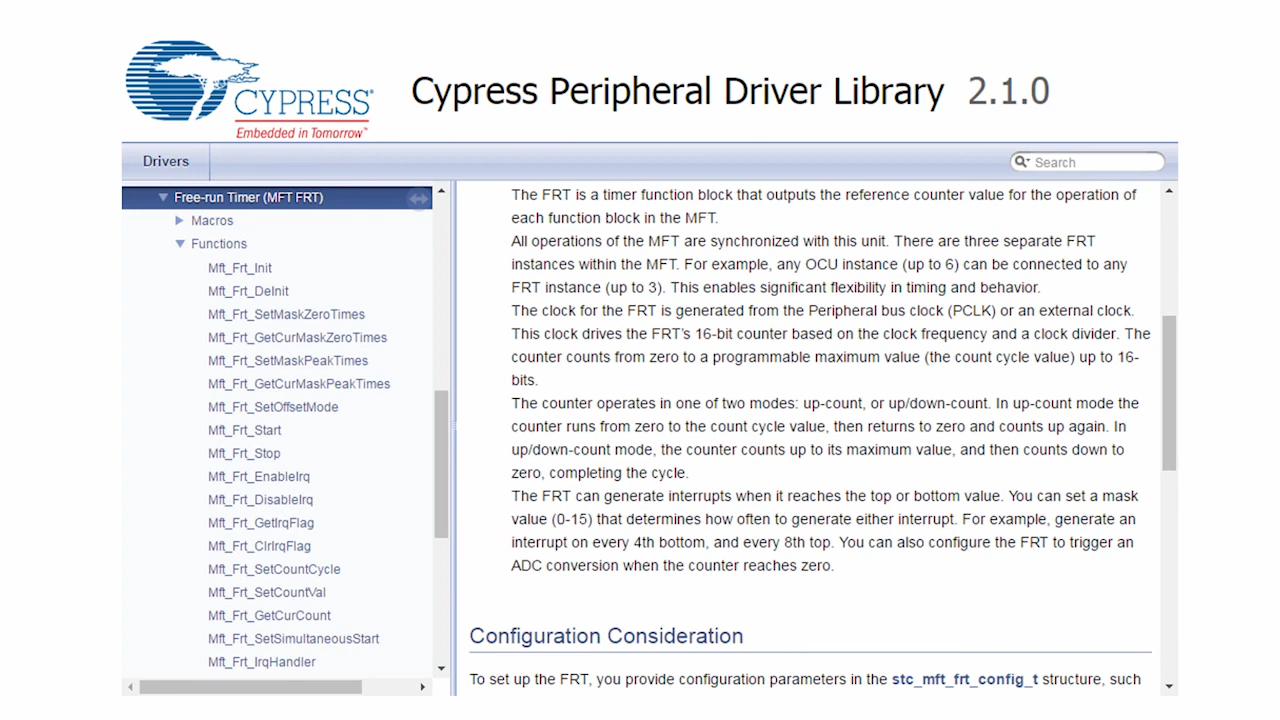 CYPRESS®
Embedded in Tomorrow™
Cypress Peripheral Driver Library 2.1.0
Drivers
Search
Free-run Timer (MFT FRT)
Macros
Functions
Mft_Frt_Init
Mft_Frt_DeInit
Mft_Frt_SetMaskZeroTimes
Mft_Frt_GetCurMaskZeroTimes
Mft_Frt_SetMaskPeakTimes
Mft_Frt_GetCurMaskPeakTimes
Mft_Frt_SetOffsetMode
Mft_Frt_Start
Mft_Frt_Stop
Mft_Frt_EnableIrq
Mft_Frt_DisableIrq
Mft_Frt_GetIrqFlag
Mft_Frt_ClrIrqFlag
Mft_Frt_SetCountCycle
Mft_Frt_SetCountVal
Mft_Frt_GetCurCount
Mft_Frt_SetSimultaneousStart
Mft_Frt_IrqHandler
The FRT is a timer function block that outputs the reference counter value for the operation of
each function block in the MFT.
All operations of the MFT are synchronized with this unit. There are three separate FRT
instances within the MFT. For example, any OCU instance (up to 6) can be connected to any
FRT instance (up to 3). This enables significant flexibility in timing and behavior.
The clock for the FRT is generated from the Peripheral bus clock (PCLK) or an external clock.
This clock drives the FRT's 16-bit counter based on the clock frequency and a clock divider. The
counter counts from zero to a programmable maximum value (the count cycle value) up to 16-
bits.
The counter operates in one of two modes: up-count, or up/down-count. In up-count mode the
counter runs from zero to the count cycle value, then returns to zero and counts up again. In
up/down-count mode, the counter counts up to its maximum value, and then counts down to
zero, completing the cycle.
The FRT can generate interrupts when it reaches the top or bottom value. You can set a mask
value (0-15) that determines how often to generate either interrupt. For example, generate an
interrupt on every 4th bottom, and every 8th top. You can also configure the FRT to trigger an
ADC conversion when the counter reaches zero.
Configuration Consideration
To set up the FRT, you provide configuration parameters in the stc_mft_frt_config_t structure, such